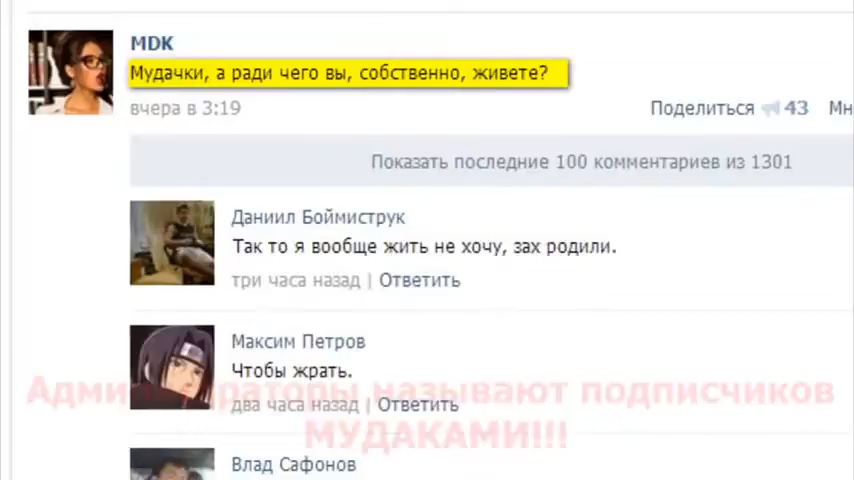 MDK
Мудачки, а ради чего вы, собственно, живете?
вчера в 3:19
Поделиться 43 Мн
Показать последние 100 комментариев из 1301
Даниил Боймиструк
Так то я вообще жить не хочу, зах родили.
три часа назад | Ответить
Максим Петров
Чтобы жрать.
Администраторы называют подписчиков
два часа назад | Ответить
МУДАКАМИ!!!
Влад Сафонов